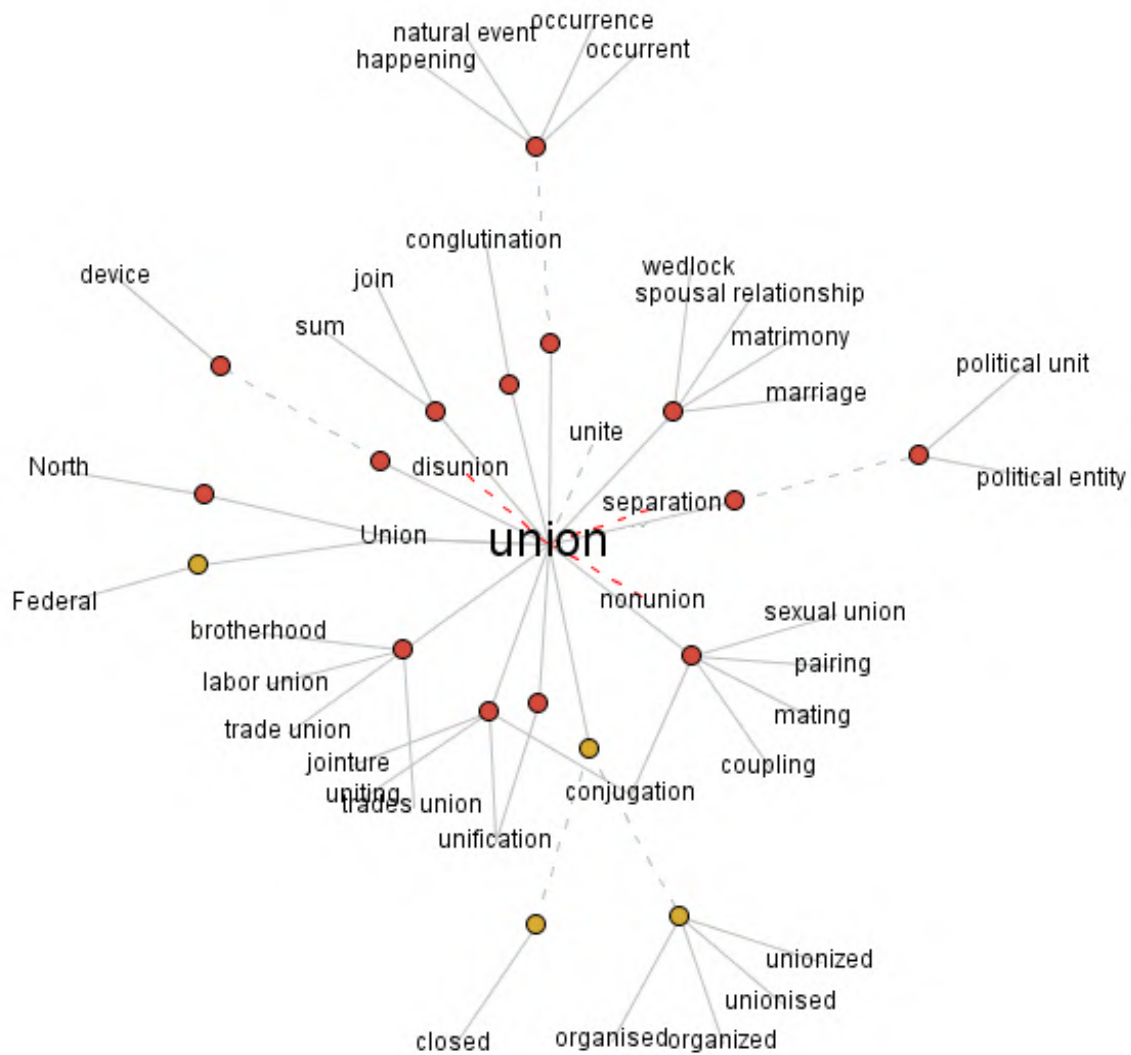 occurrence
natural event
occurrent
happening
conglutination
device
join
wedlock
spousal relationship
sum
matrimony
political unit
marriage
unite
North
disunion
political entity
separation
Union
union
Federal
nonunion
sexual union
brotherhood
pairing
labor union
mating
trade union
jointure
coupling
uniting
trades union
conjugation
unification
unionized
unionised
closed
organised
organized